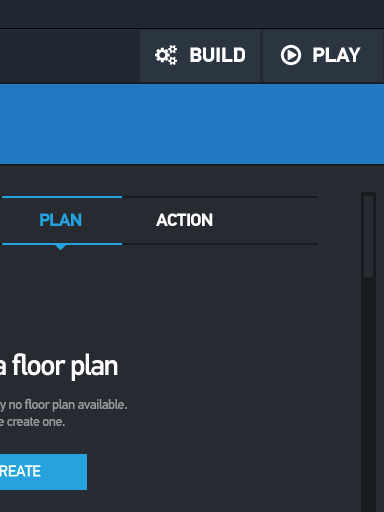 BUILD PLAY
PLAN ACTION
a floor plan
y no floor plan available.
e create one.
REATE